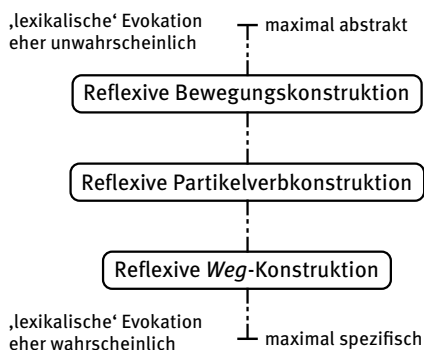 ‚lexikalische‘ Evokation
eher unwahrscheinlich
maximal abstrakt
Reflexive Bewegungskonstruktion
Reflexive Partikelverbkonstruktion
Reflexive Weg-Konstruktion
‚lexikalische‘ Evokation
eher wahrscheinlich
maximal spezifisch